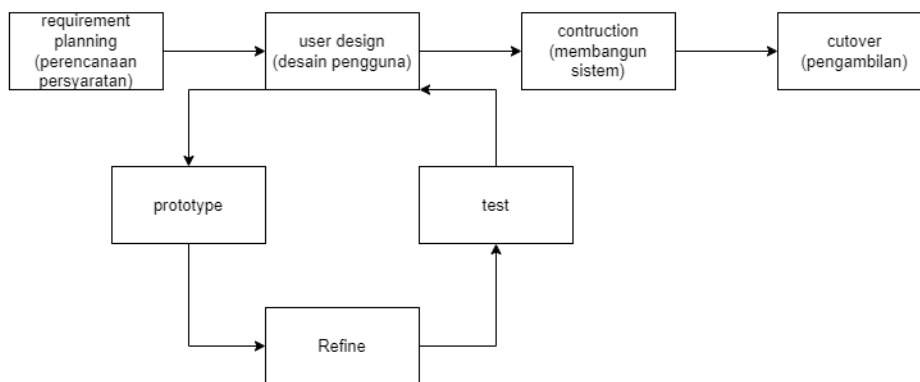 requirement
planning
(perencanaan
persyaratan)
user design
(desain pengguna)
contruction
(membangun
sistem)
cutover
(pengambilan)
prototype
test
Refine